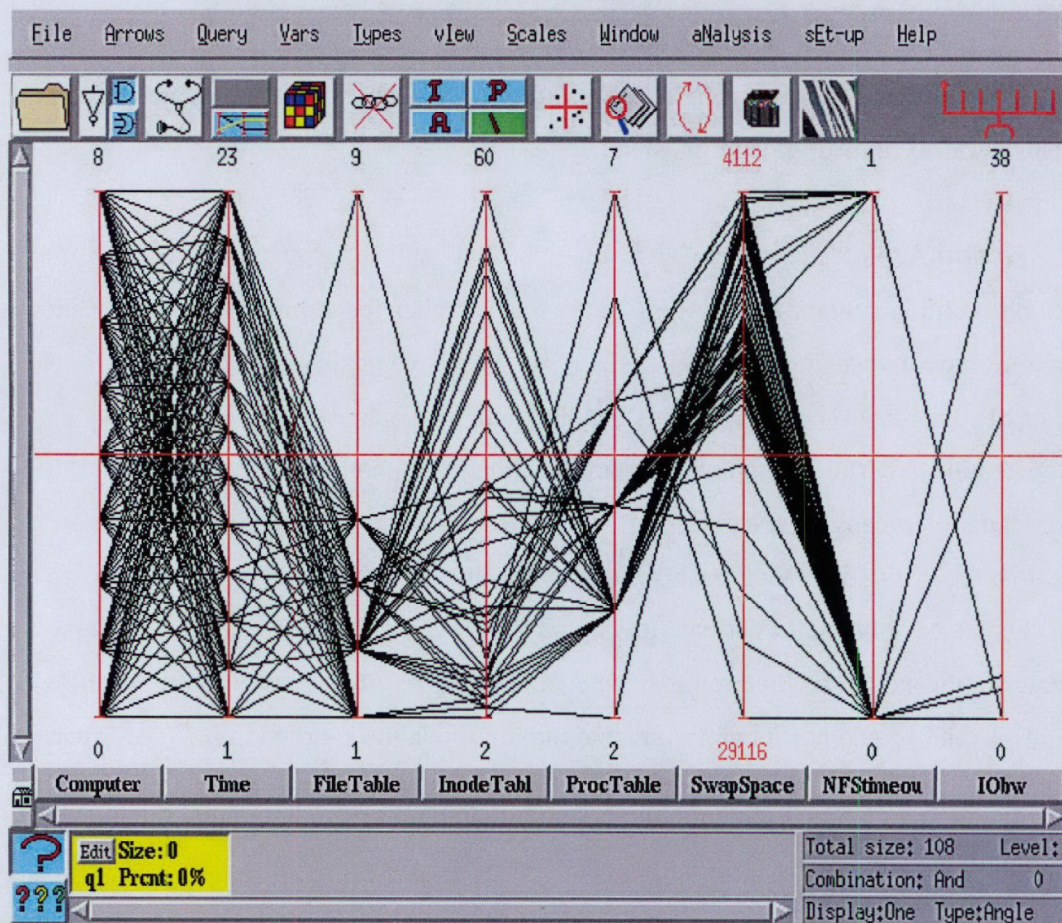 File Arrows Query Vars Types vIew Scales Window aNalysis sEt-up Help
I P
A
8 23 9 60 7 4112 1 38
0 1 1 2 2 29116 0 0
Computer Time FileTable InodeTabl ProcTable SwapSpace NFStimeou IObw
? Edit Size: 0
q1 Prcnt: 0%
???
Total size: 108 Level:
Combination: And 0
Display:One Type:Angle